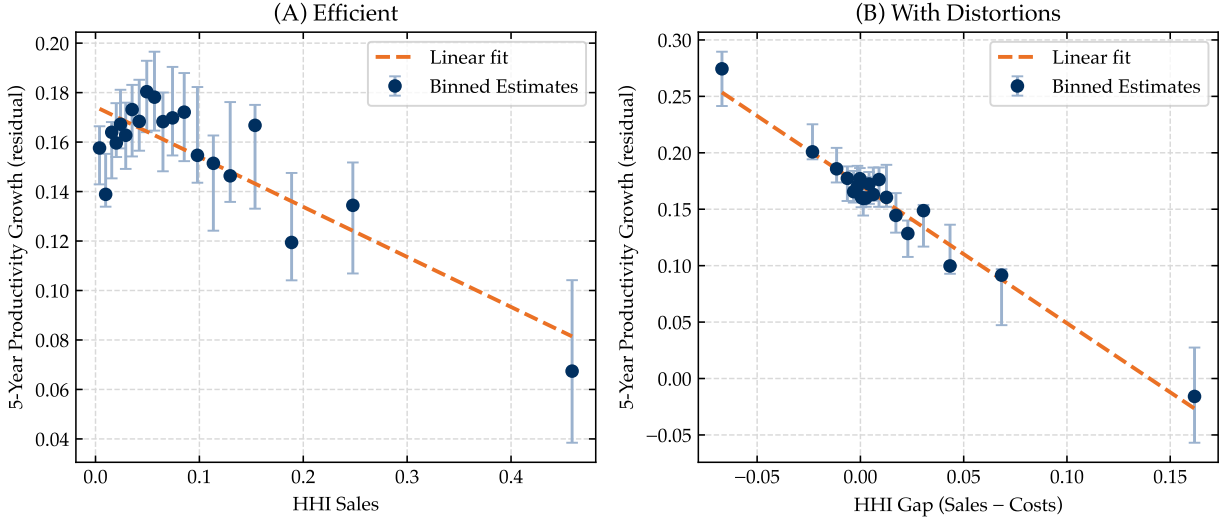 (A) Efficient
5-Year Productivity Growth (residual)
0.20
0.18
0.16
0.14
0.12
0.10
0.08
0.06
0.04
Linear fit
Binned Estimates
0.0
0.1
0.2
0.3
0.4
HHI Sales
(B) With Distortions
5-Year Productivity Growth (residual)
0.30
0.25
0.20
0.15
0.10
0.05
0.00
−0.05
Linear fit
Binned Estimates
−0.05
0.00
0.05
0.10
0.15
HHI Gap (Sales − Costs)